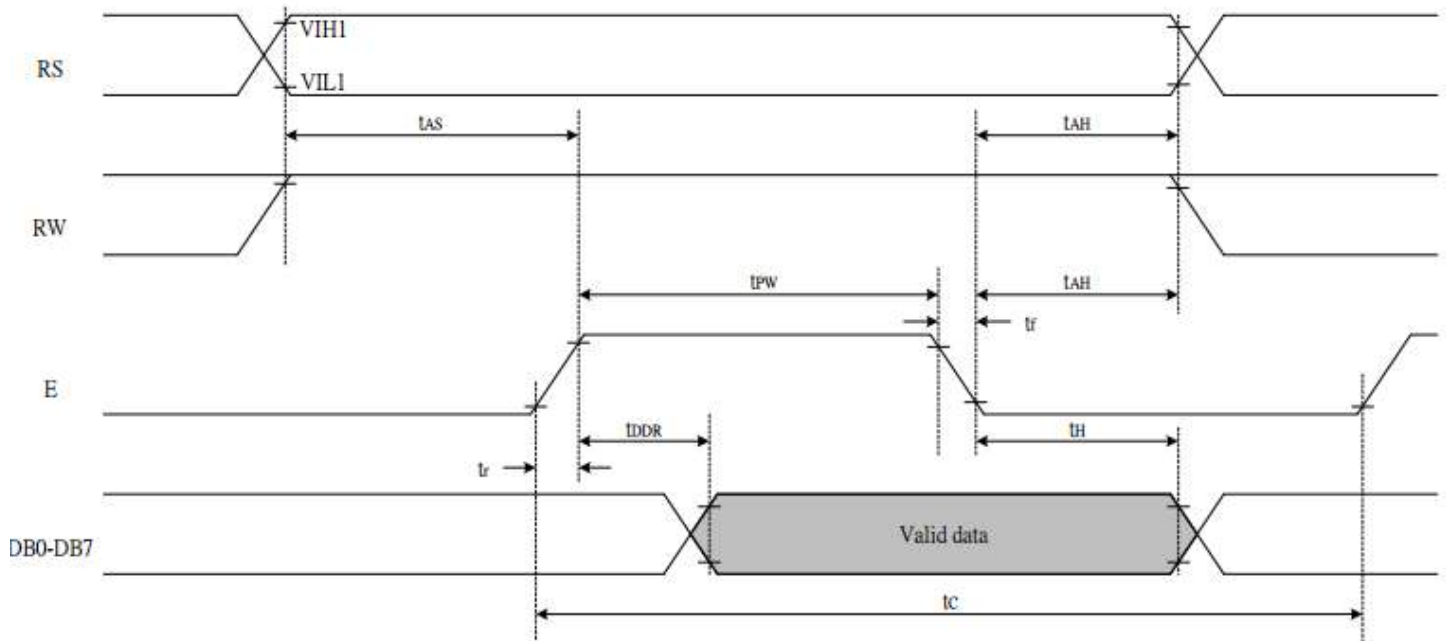 VIH1
RS
VIL1
tAS
tAH
RW
tPW
tAH
tf
E
tDDR
tH
tr
DB0-DB7
Valid data
tC